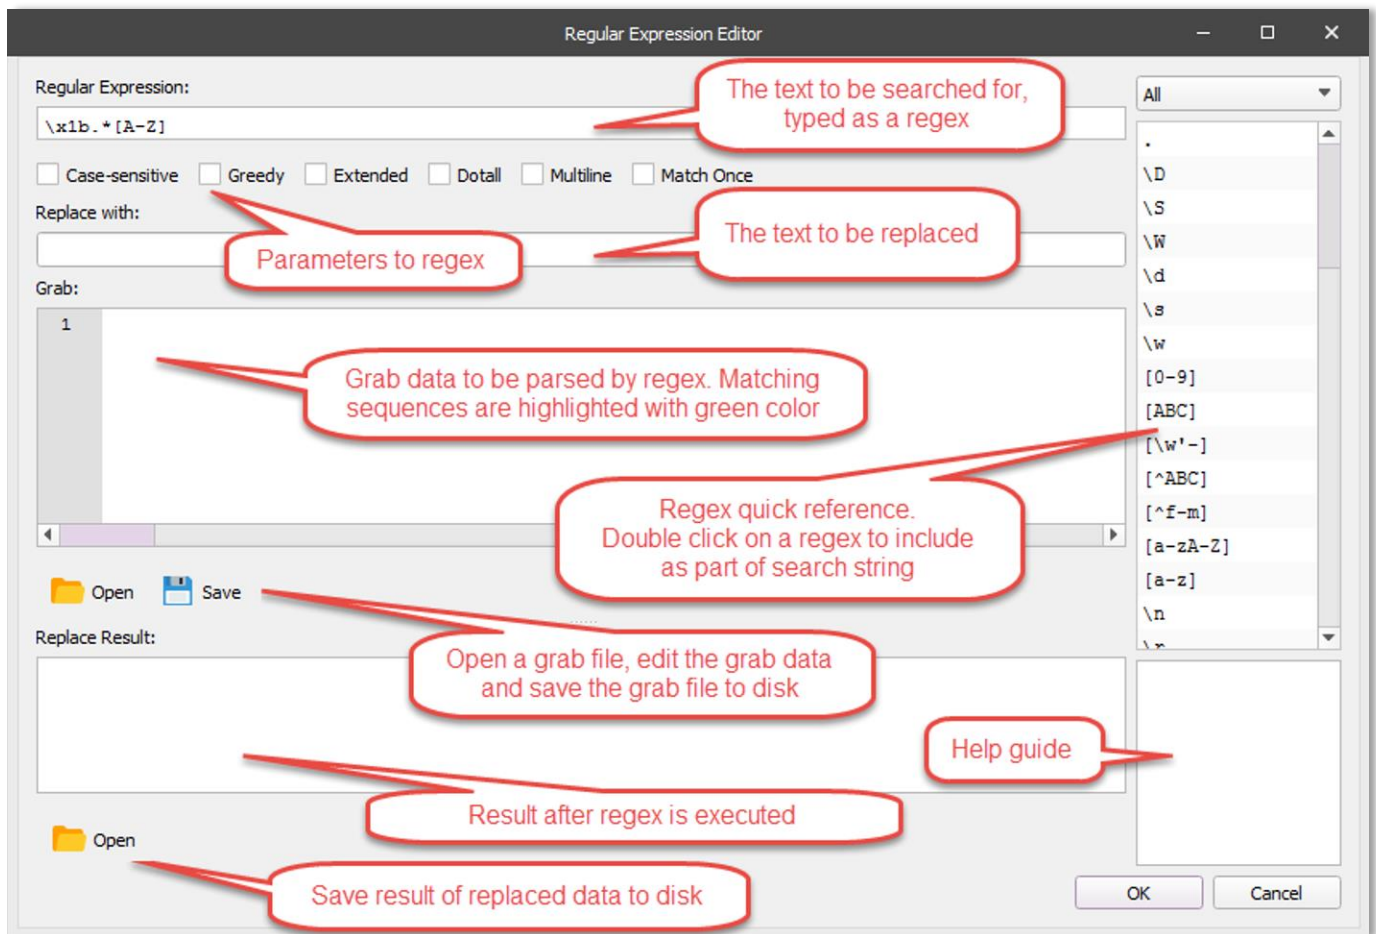 Regular Expression Editor
Regular Expression:
The text to be searched for,
typed as a regex
All
\x1b.*[A-Z]
Case-sensitive Greedy Extended Dotall Multiline Match Once
Replace with:
Parameters to regex
The text to be replaced
Grab:
1
Grab data to be parsed by regex. Matching
sequences are highlighted with green color
.
\D
\S
\W
\d
\s
\w
[0-9]
[ABC]
[\w'-]
[^ABC]
[^f-m]
[a-zA-Z]
[a-z]
\n
Regex quick reference.
Double click on a regex to include
as part of search string
Open Save
Replace Result:
Open a grab file, edit the grab data
and save the grab file to disk
Help guide
Result after regex is executed
Open
Save result of replaced data to disk
OK Cancel